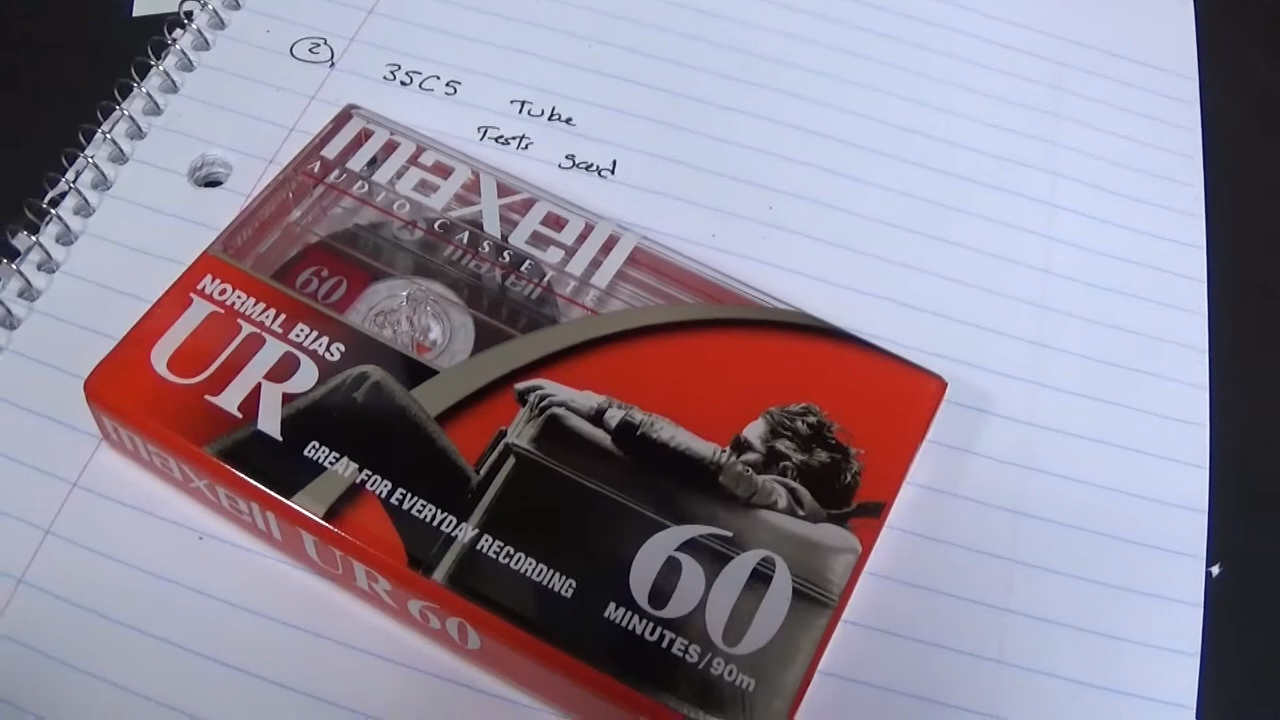 2
35C5 Tube
Tests good
maxell
AUDIO CASSETTE
maxell
60
NORMAL BIAS
UR
GREAT FOR EVERYDAY RECORDING
60
MINUTES/90m
maxell UR 60